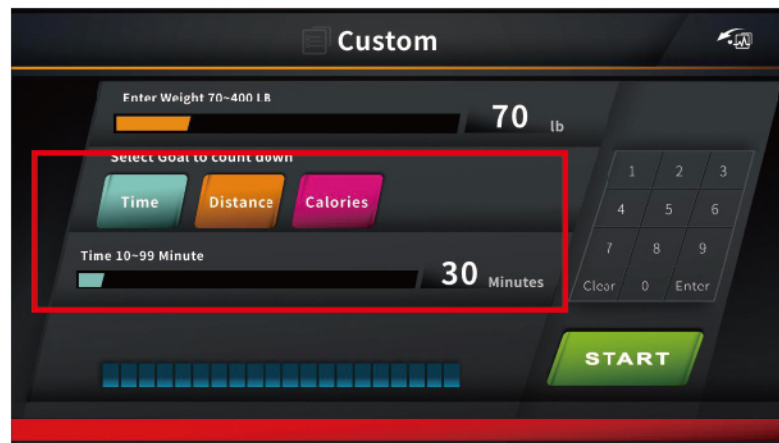 Custom
Enter Weight 70~400 LB
70 lb
Select Goal to count down
Time Distance Calories
Time 10~99 Minute
30 Minutes
1 2 3
4 5 6
7 8 9
Clear 0 Enter
START